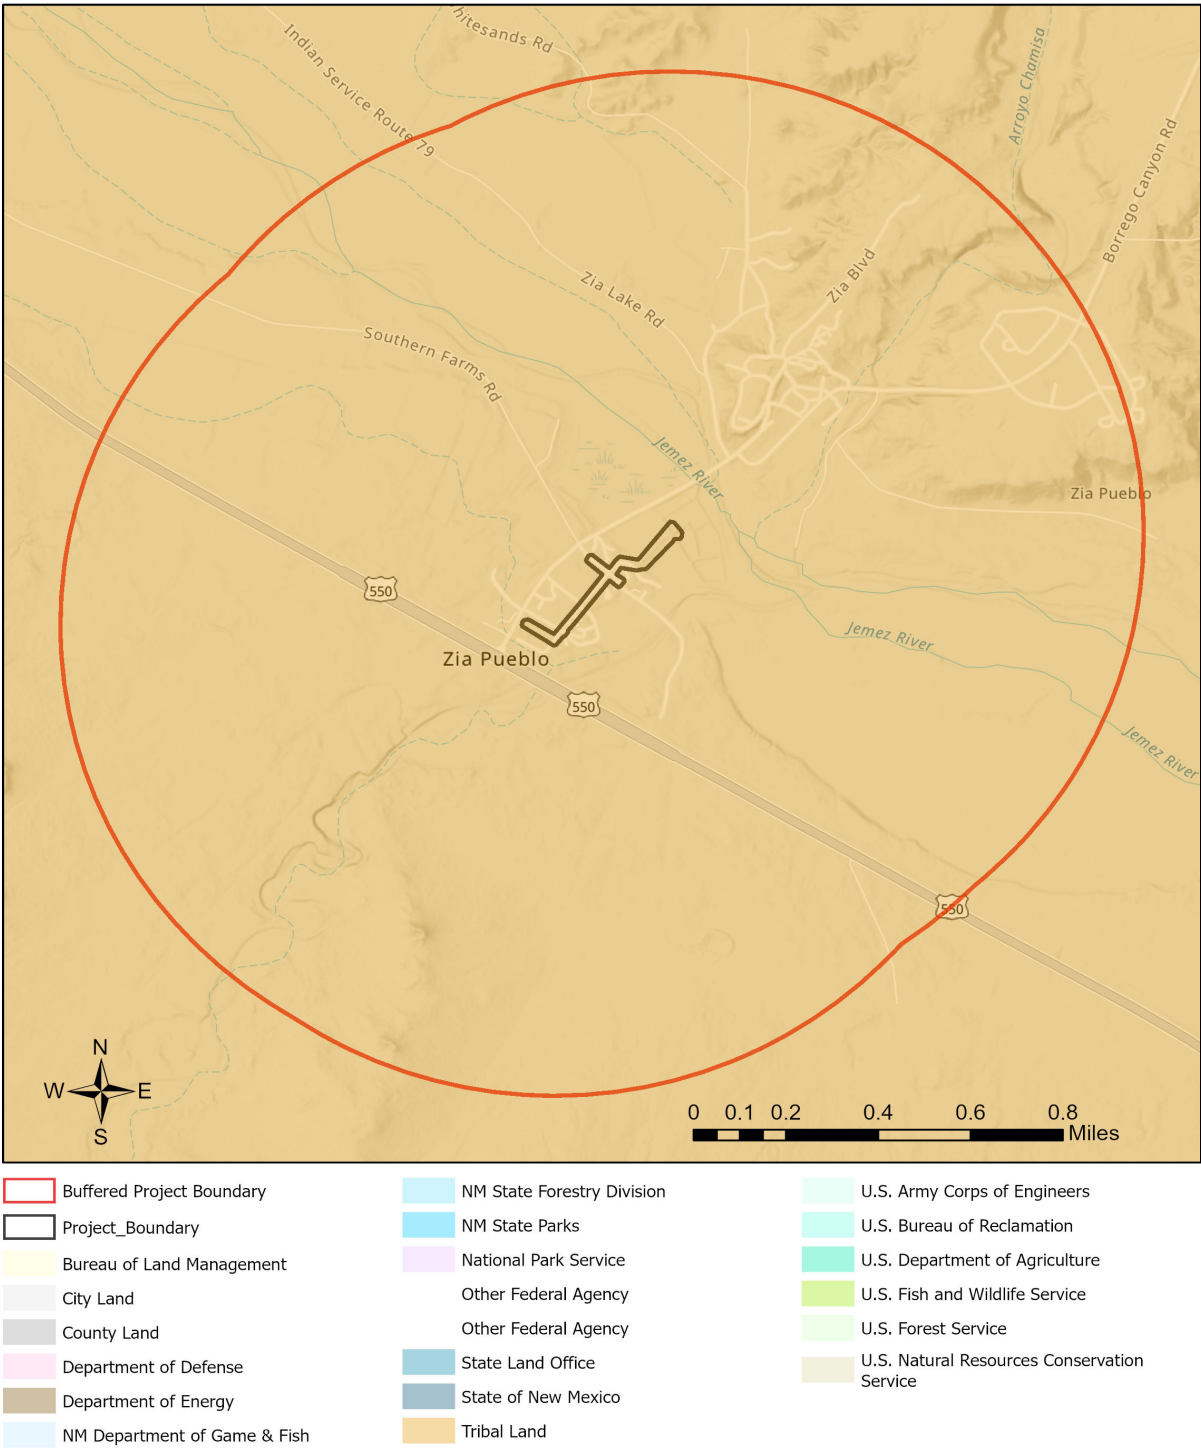 hitesands Rd
Indian Service Route 79
Arroyo Chamisa
Borrego Canyon Rd
Zia Blvd
Zia Lake Rd
Southern Farms Rd
Jemez River
Zia Pueblo
550
Jemez River
Zia Pueblo
550
Jemez River
550
N
W E
S
0 0.1 0.2 0.4 0.6 0.8
Miles
Buffered Project Boundary
Project_Boundary
Bureau of Land Management
City Land
County Land
Department of Defense
Department of Energy
NM Department of Game & Fish
NM State Forestry Division
NM State Parks
National Park Service
Other Federal Agency
Other Federal Agency
State Land Office
State of New Mexico
Tribal Land
U.S. Army Corps of Engineers
U.S. Bureau of Reclamation
U.S. Department of Agriculture
U.S. Fish and Wildlife Service
U.S. Forest Service
U.S. Natural Resources Conservation
Service